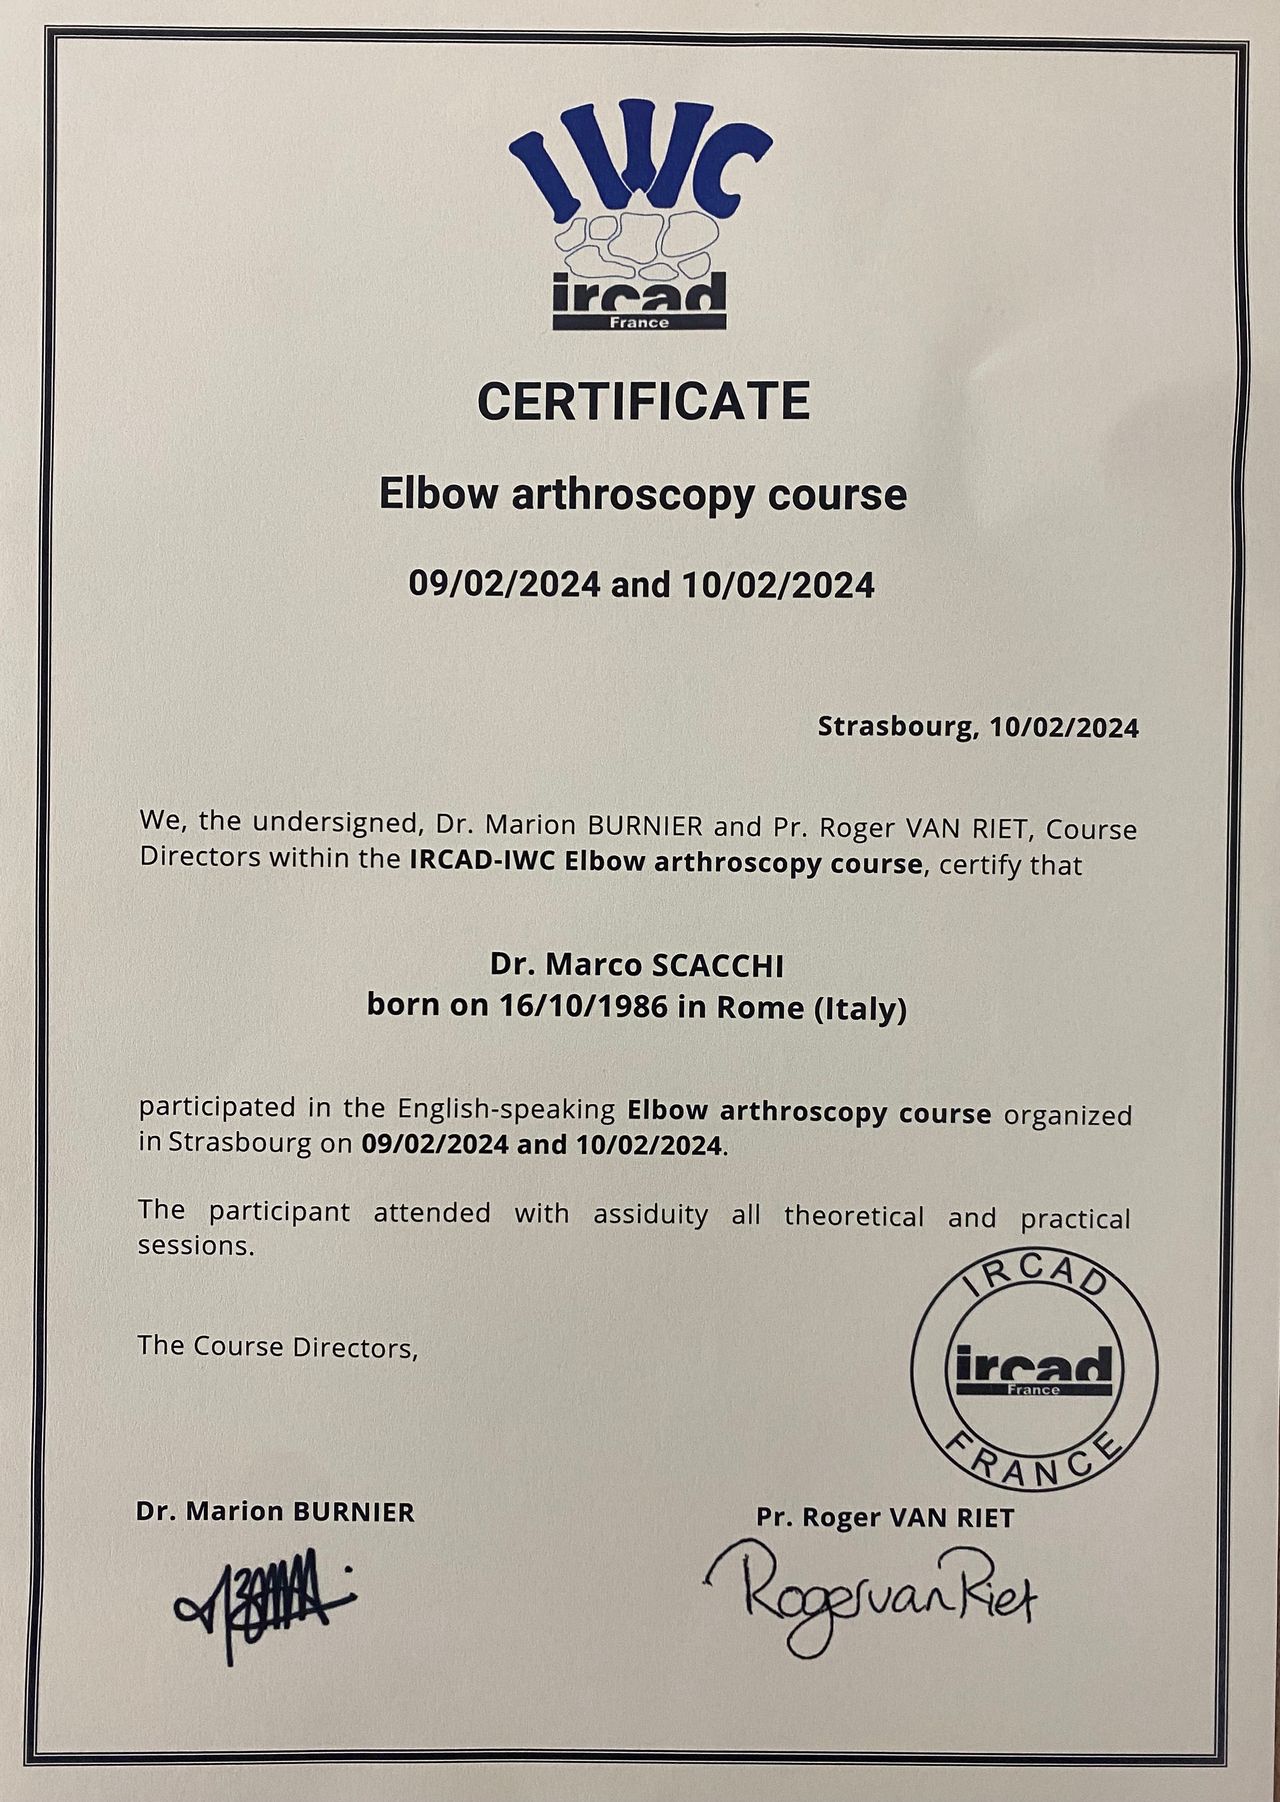 IWC
ircad
France
CERTIFICATE
Elbow arthroscopy course
09/02/2024 and 10/02/2024
Strasbourg, 10/02/2024
We, the undersigned, Dr. Marion BURNIER and Pr. Roger VAN RIET, Course
Directors within the IRCAD-IWC Elbow arthroscopy course, certify that
Dr. Marco SCACCHI
born on 16/10/1986 in Rome (Italy)
participated in the English-speaking Elbow arthroscopy course organized
in Strasbourg on 09/02/2024 and 10/02/2024.
The participant attended with assiduity all theoretical and practical
sessions.
The Course Directors,
IRCAD
ircad
France
FRANCE
Dr. Marion BURNIER
Pr. Roger VAN RIET
Roger van Riet